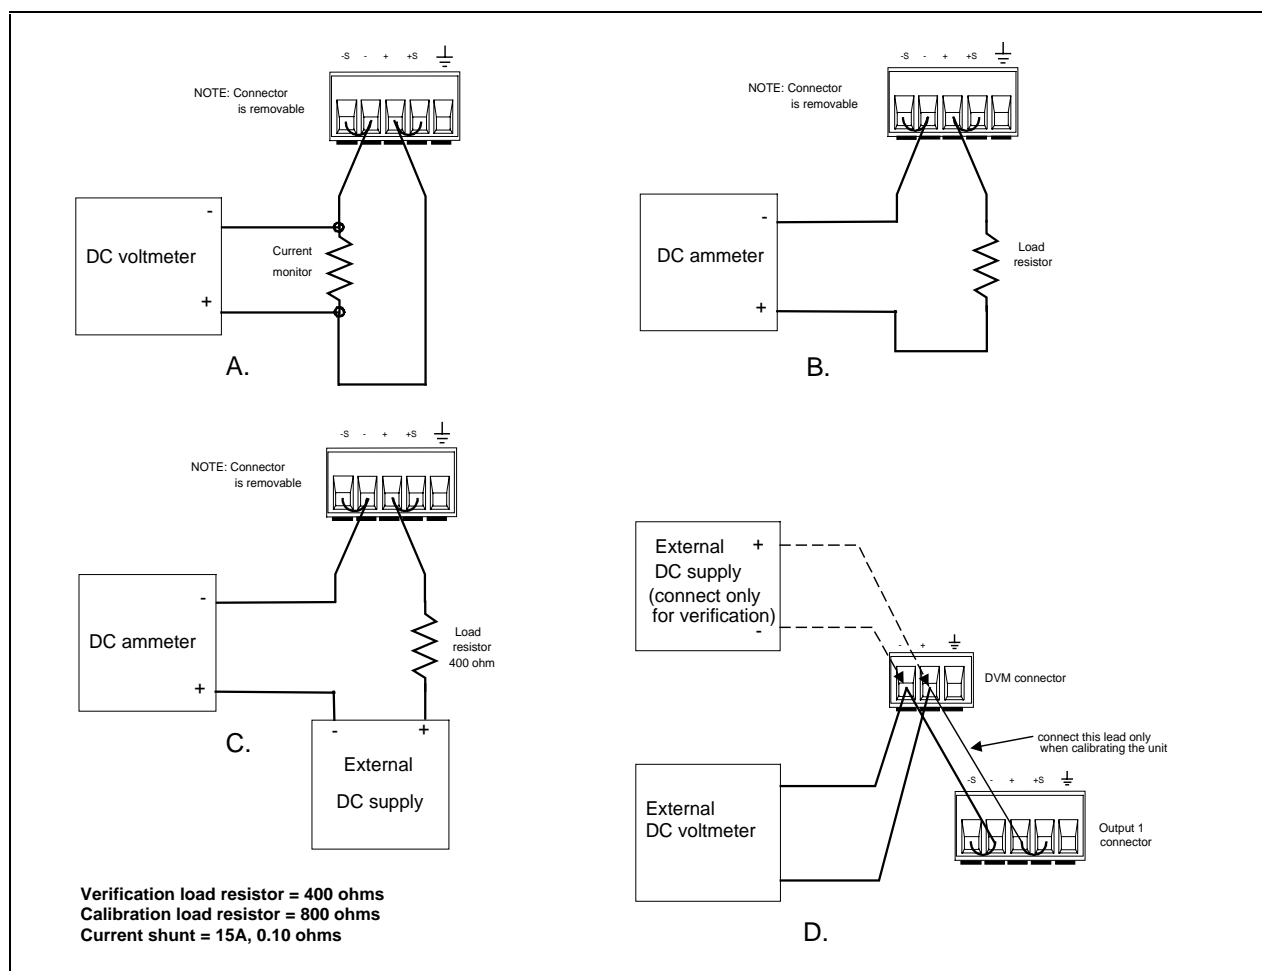 -S - + +S
NOTE: Connector
is removable
DC voltmeter
-
+
Current
monitor
A.
-S - + +S
NOTE: Connector
is removable
DC ammeter
-
+
Load
resistor
B.
-S - + +S
NOTE: Connector
is removable
DC ammeter
-
+
Load
resistor
400 ohm
- +
External
DC supply
C.
External +
DC supply
(connect only
for verification)
-
- +
DVM connector
connect this lead only
when calibrating the unit
External
DC voltmeter
-S - + +S
Output 1
connector
D.
Verification load resistor = 400 ohms
Calibration load resistor = 800 ohms
Current shunt = 15A, 0.10 ohms